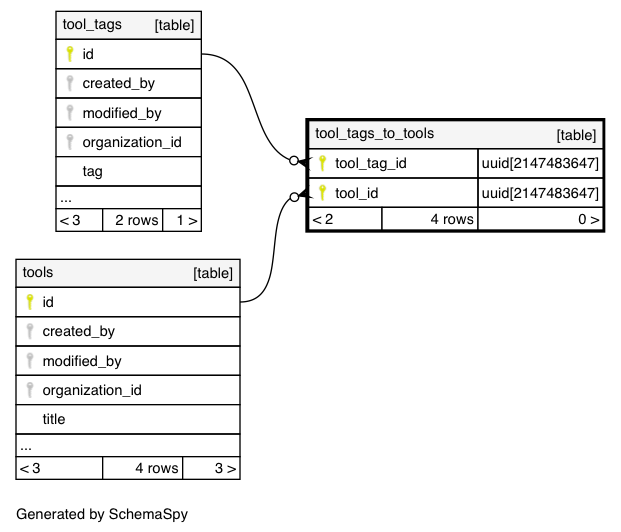 tool_tags [table]
id
created_by
modified_by
organization_id
tag
...
< 3 2 rows 1 >
tool_tags_to_tools [table]
tool_tag_id uuid[2147483647]
tool_id uuid[2147483647]
< 2 4 rows 0 >
tools [table]
id
created_by
modified_by
organization_id
title
...
< 3 4 rows 3 >
Generated by SchemaSpy